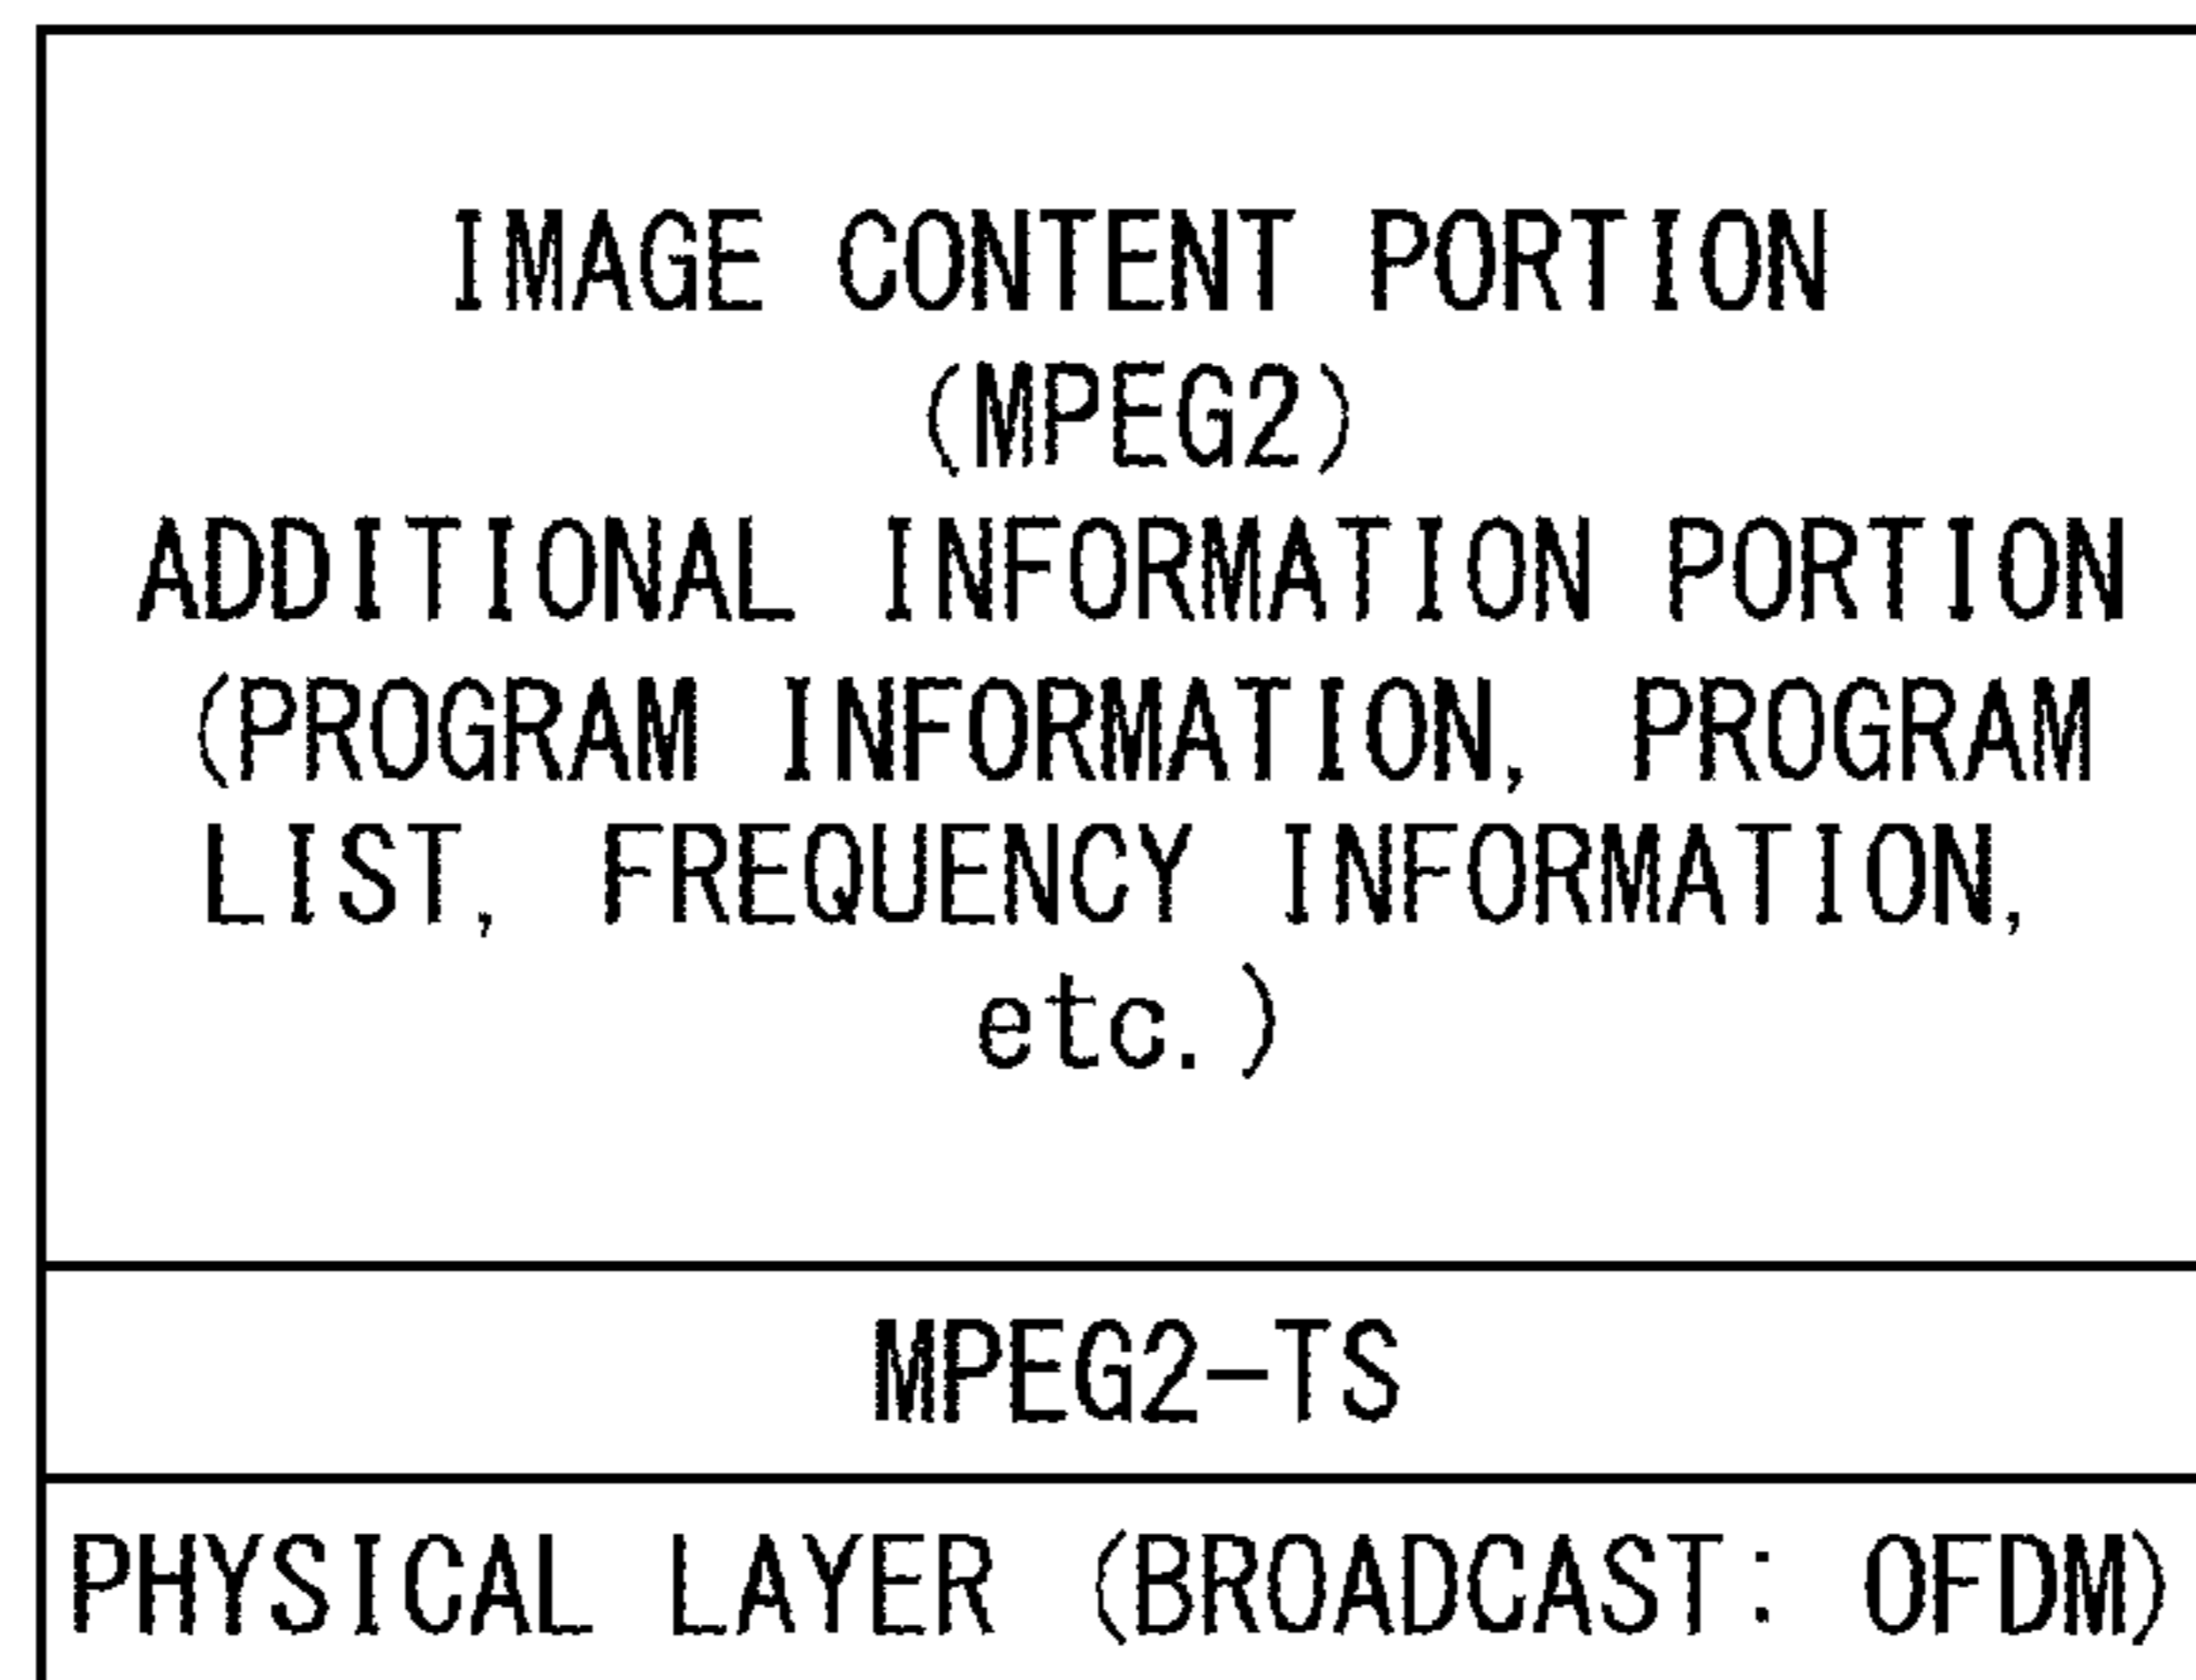 IMAGE CONTENT PORTION
(MPEG2)
ADDITIONAL INFORMATION PORTION
(PROGRAM INFORMATION, PROGRAM
LIST, FREQUENCY INFORMATION,
etc.)
MPEG2-TS
PHYSICAL LAYER (BROADCAST: OFDM)